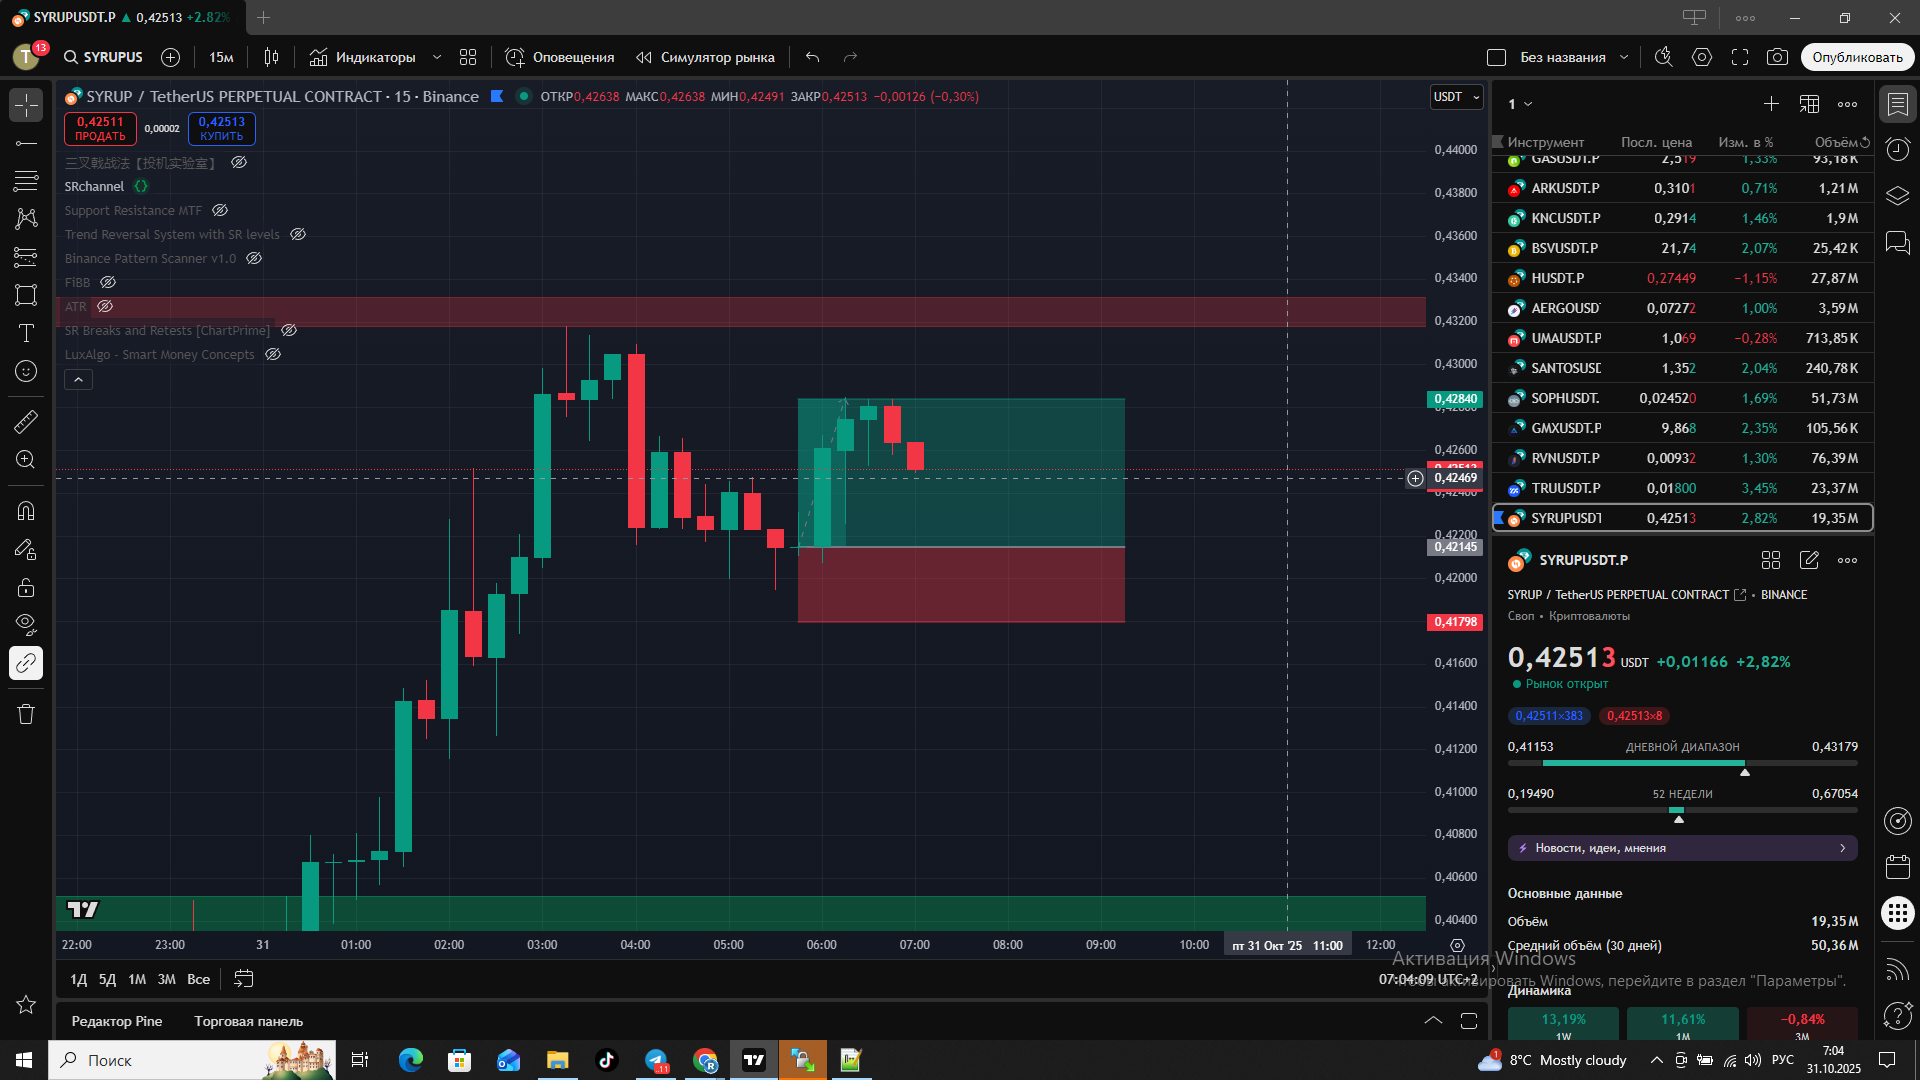 SYRUPUSDT.P ▲ 0,42513 +2.82%
T 13 SYRUPUS 15м Индикаторы Оповещения Симулятор рынка Без названия Опубликовать
SYRUP / TetherUS PERPETUAL CONTRACT · 15 · Binance ОТКР0,42638 МАКС0,42638 МИН0,42491 ЗАКР0,42513 −0,00126 (−0,30%)
USDT
0,42511 ПРОДАТЬ
0,00002
0,42513 КУПИТЬ
三叉戟战法【投机实验室】
SRchannel {}
Support Resistance MTF
Trend Reversal System with SR levels
Binance Pattern Scanner v1.0
FiBB
ATR
SR Breaks and Retests [ChartPrime]
LuxAlgo - Smart Money Concepts
0,44000
0,43800
0,43600
0,43400
0,43200
0,43000
0,42840
0,42600
0,42469
0,42400
0,42200
0,42145
0,42000
0,41798
0,41600
0,41400
0,41200
0,41000
0,40800
0,40600
0,40400
22:00 23:00 31 01:00 02:00 03:00 04:00 05:00 06:00 07:00 08:00 09:00 10:00 пт 31 Окт '25 11:00 12:00
1Д 5Д 1М 3М Все
07:04:09 UTC+2
Редактор Pine Торговая панель
1
Инструмент Посл. цена Изм. в % Объём
GASUSDT.P 2,519 1,33% 93,18 K
ARKUSDT.P 0,3101 0,71% 1,21 M
KNCUSDT.P 0,2914 1,46% 1,9 M
BSVUSDT.P 21,74 2,07% 25,42 K
HUSDT.P 0,27449 −1,15% 27,87 M
AERGOUSDT 0,07272 1,00% 3,59 M
UMAUSDT.P 1,069 −0,28% 713,85 K
SANTOSUSD 1,352 2,04% 240,78 K
SOPHUSDT. 0,024520 1,69% 51,73 M
GMXUSDT.P 9,868 2,35% 105,56 K
RVNUSDT.P 0,00932 1,30% 76,39 M
TRUUSDT.P 0,01800 3,45% 23,37 M
SYRUPUSDT 0,42513 2,82% 19,35 M
SYRUPUSDT.P
SYRUP / TetherUS PERPETUAL CONTRACT • BINANCE
Своп • Криптовалюты
0,42513 USDT +0,01166 +2,82%
Рынок открыт
0,42511×383 0,42513×8
0,41153 ДНЕВНОЙ ДИАПАЗОН 0,43179
0,19490 52 НЕДЕЛИ 0,67054
Новости, идеи, мнения
Основные данные
Объём 19,35 M
Средний объём (30 дней) 50,36 M
Динамика
13,19% 11,61% −0,84%
1W 1M 3M
Активация Windows
Чтобы активировать Windows, перейдите в раздел "Параметры".
Поиск
11
8°C Mostly cloudy
РУС
7:04
31.10.2025